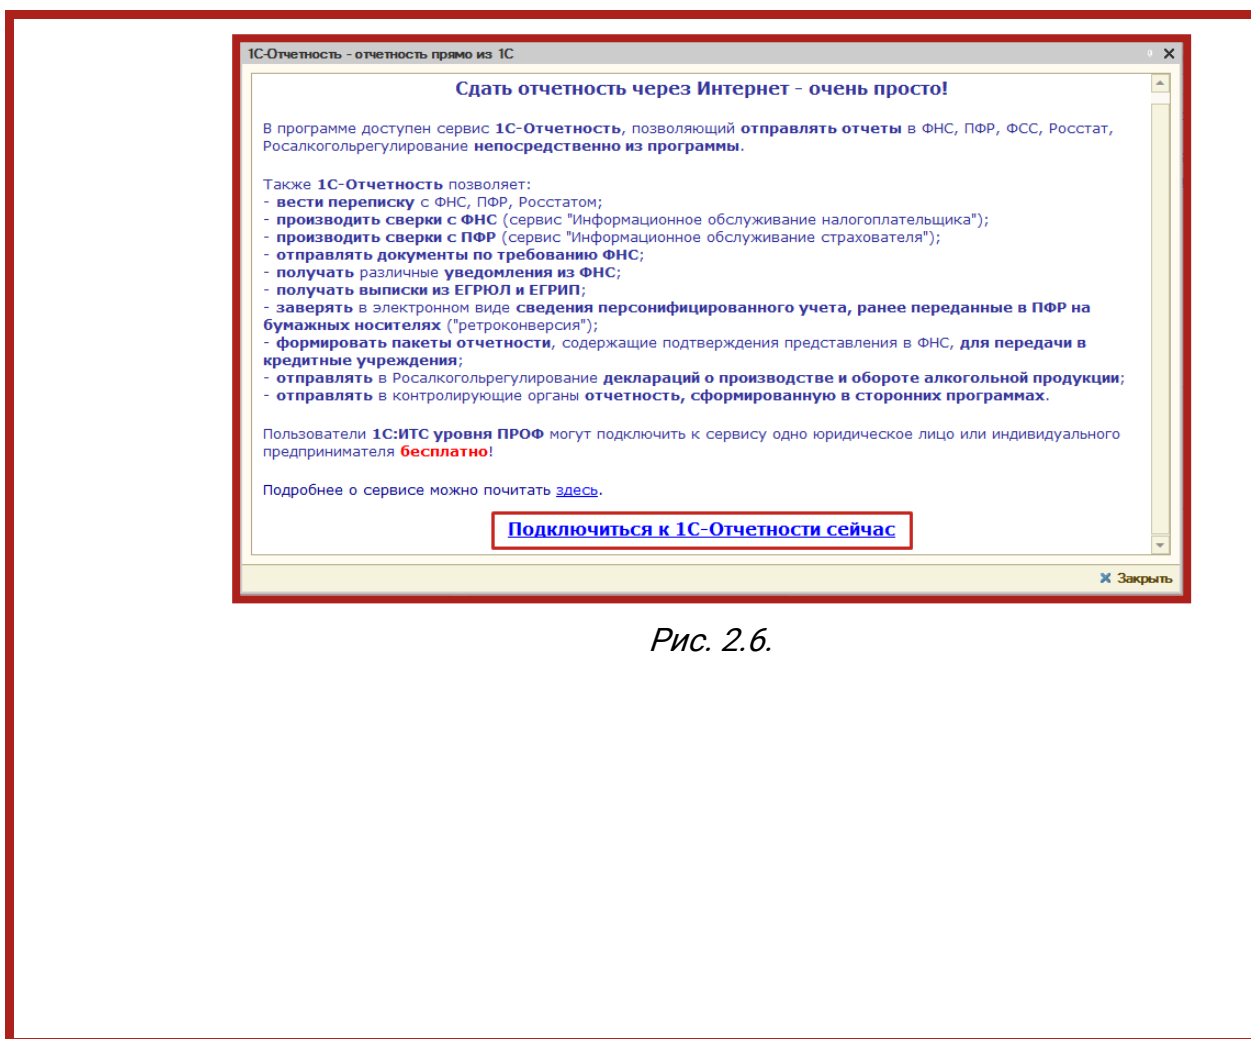 1С-Отчетность - отчетность прямо из 1С
Сдать отчетность через Интернет - очень просто!
В программе доступен сервис 1С-Отчетность, позволяющий отправлять отчеты в ФНС, ПФР, ФСС, Росстат,
Росалкогольрегулирование непосредственно из программы.
Также 1С-Отчетность позволяет:
- вести переписку с ФНС, ПФР, Росстатом;
- производить сверки с ФНС (сервис "Информационное обслуживание налогоплательщика");
- производить сверки с ПФР (сервис "Информационное обслуживание страхователя");
- отправлять документы по требованию ФНС;
- получать различные уведомления из ФНС;
- получать выписки из ЕГРЮЛ и ЕГРИП;
- заверять в электронном виде сведения персонифицированного учета, ранее переданные в ПФР на
бумажных носителях ("ретроконверсия");
- формировать пакеты отчетности, содержащие подтверждения представления в ФНС, для передачи в
кредитные учреждения;
- отправлять в Росалкогольрегулирование деклараций о производстве и обороте алкогольной продукции;
- отправлять в контролирующие органы отчетность, сформированную в сторонних программах.
Пользователи 1С:ИТС уровня ПРОФ могут подключить к сервису одно юридическое лицо или индивидуального
предпринимателя бесплатно!
Подробнее о сервисе можно почитать здесь.
Подключиться к 1С-Отчетности сейчас
Закрыть
Рис. 2.6.